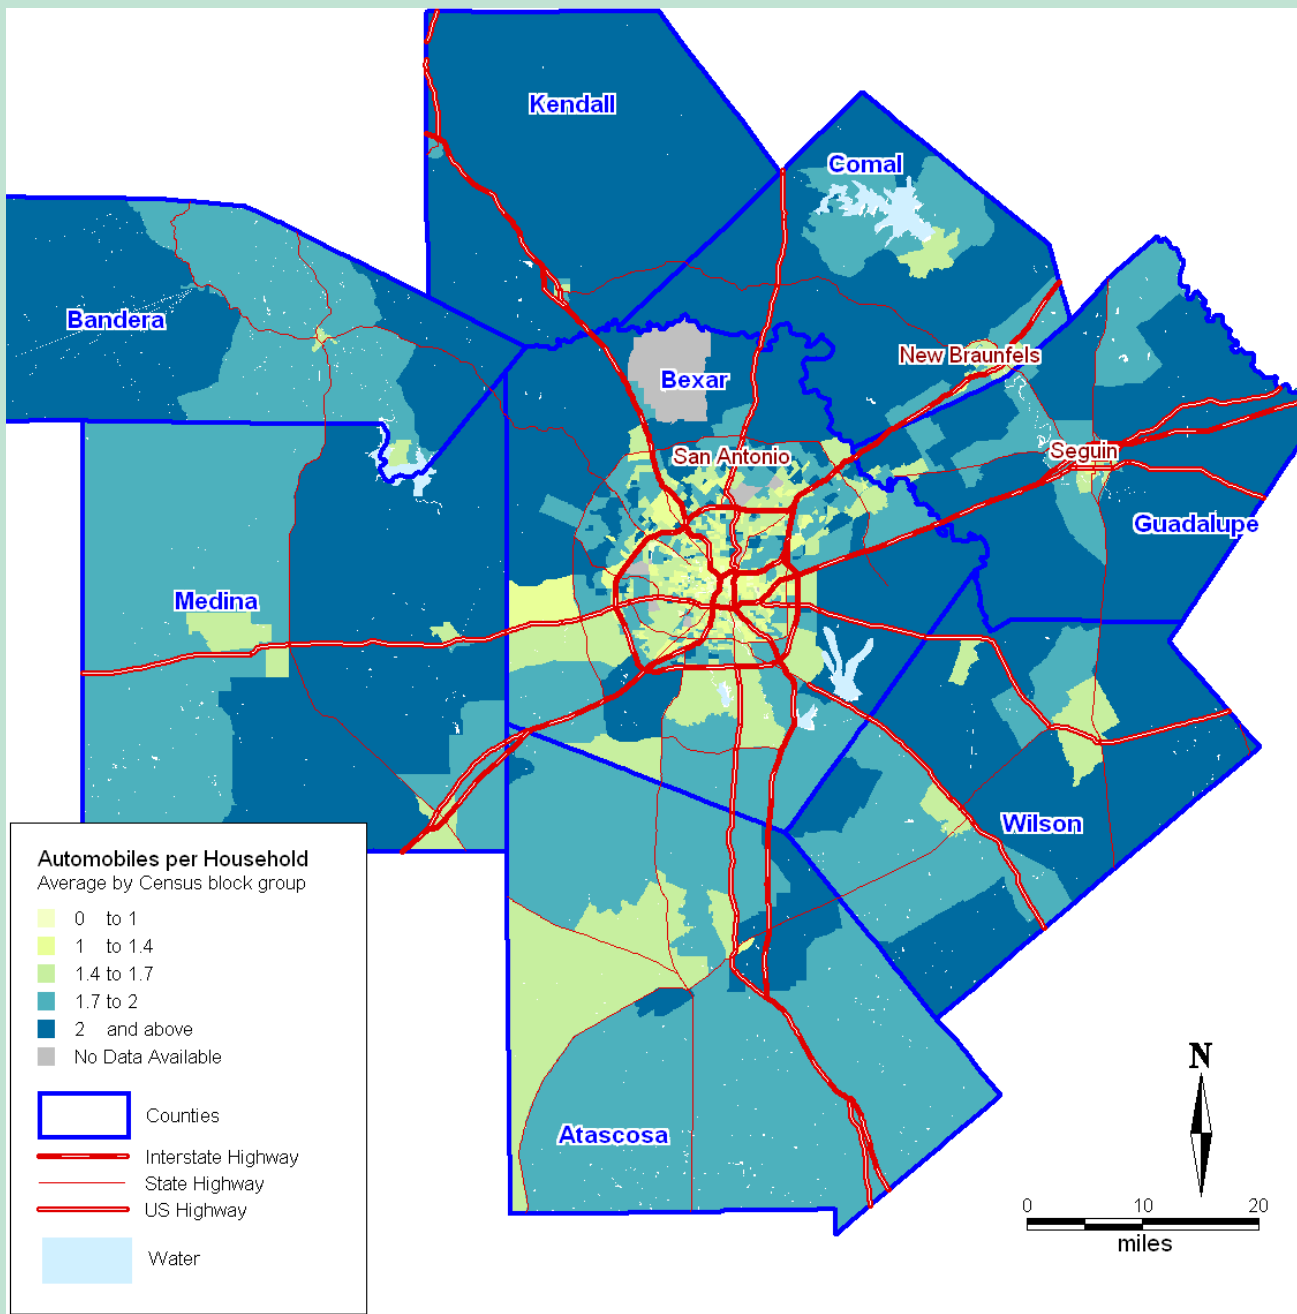 Kendall
Comal
Bandera
New Braunfels
Bexar
San Antonio
Seguin
Guadalupe
Medina
Wilson
Atascosa
Automobiles per Household
Average by Census block group
0 to 1
1 to 1.4
1.4 to 1.7
1.7 to 2
2 and above
No Data Available
Counties
Interstate Highway
State Highway
US Highway
Water
N
0 10 20
miles